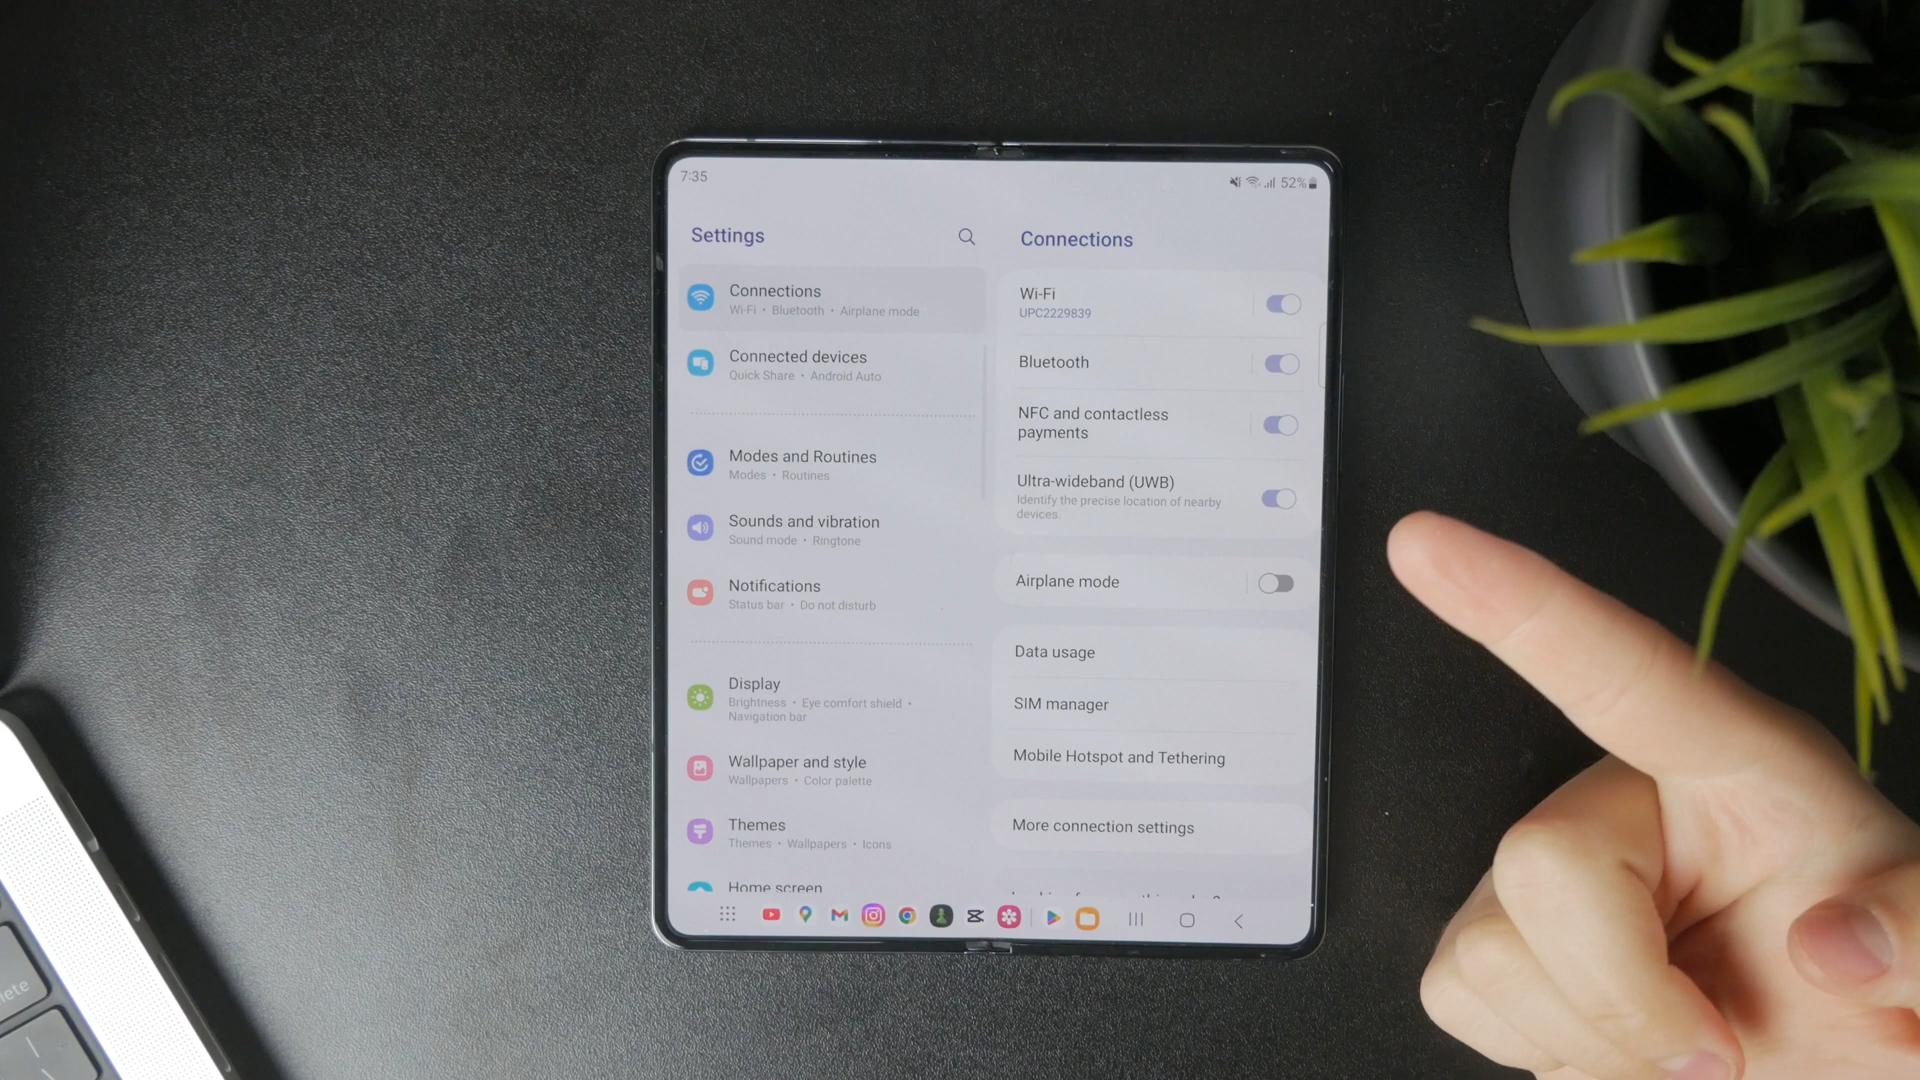 7:35
52%
Settings
Connections
Wi-Fi • Bluetooth • Airplane mode
Connected devices
Quick Share • Android Auto
Modes and Routines
Modes • Routines
Sounds and vibration
Sound mode • Ringtone
Notifications
Status bar • Do not disturb
Display
Brightness • Eye comfort shield •
Navigation bar
Wallpaper and style
Wallpapers • Color palette
Themes
Themes • Wallpapers • Icons
Home screen
Connections
Wi-Fi
UPC2229839
Bluetooth
NFC and contactless
payments
Ultra-wideband (UWB)
Identify the precise location of nearby
devices.
Airplane mode
Data usage
SIM manager
Mobile Hotspot and Tethering
More connection settings
lete